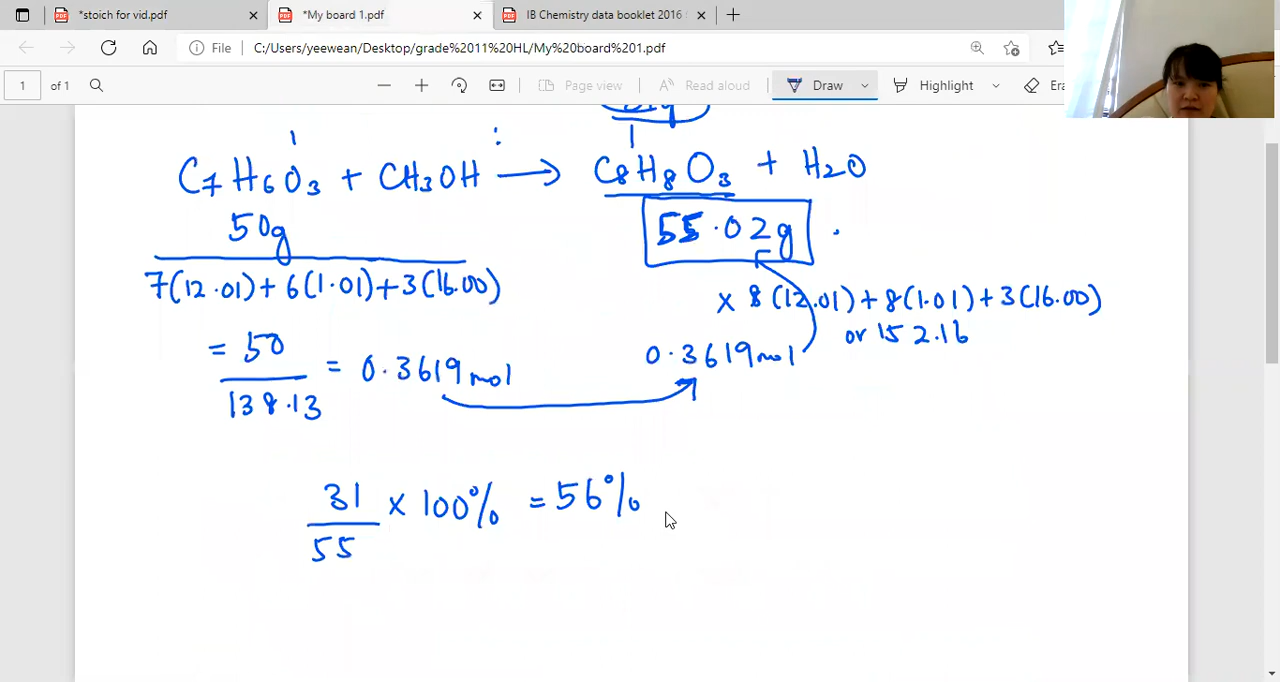 *stoich for vid.pdf
*My board 1.pdf
IB Chemistry data booklet 2016
File
C:/Users/yeewean/Desktop/grade%2011%20HL/My%20board%201.pdf
1
of 1
Page view
Read aloud
Draw
Highlight
Era
1 : 1
C7H6O3 + CH3OH → C8H8O3 + H2O
50g
55.02g
7(12.01)+6(1.01)+3(16.00)
x 8(12.01)+8(1.01)+3(16.00)
or 152.16
= 50
138.13
= 0.3619 mol
0.3619 mol
31
55
x 100% = 56%